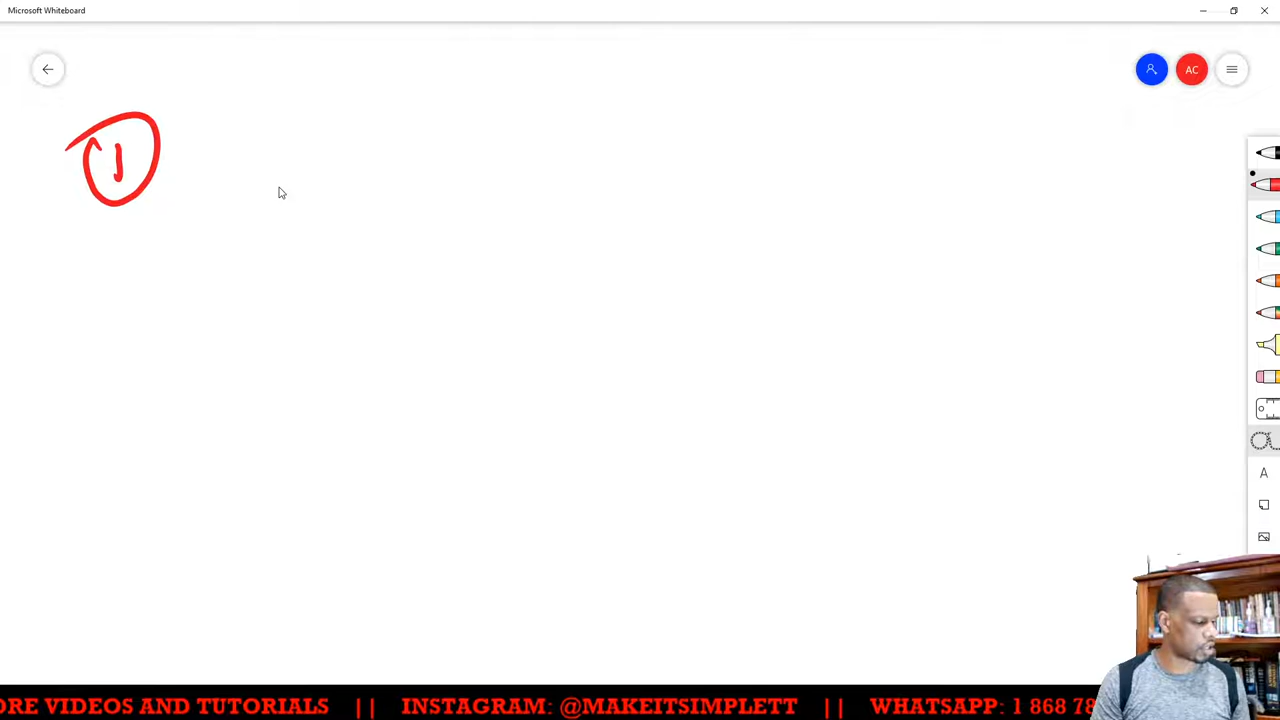 Microsoft Whiteboard
AC
1
A
ORE VIDEOS AND TUTORIALS || INSTAGRAM: @MAKEITSIMPLETT || WHATSAPP: 1 868 78